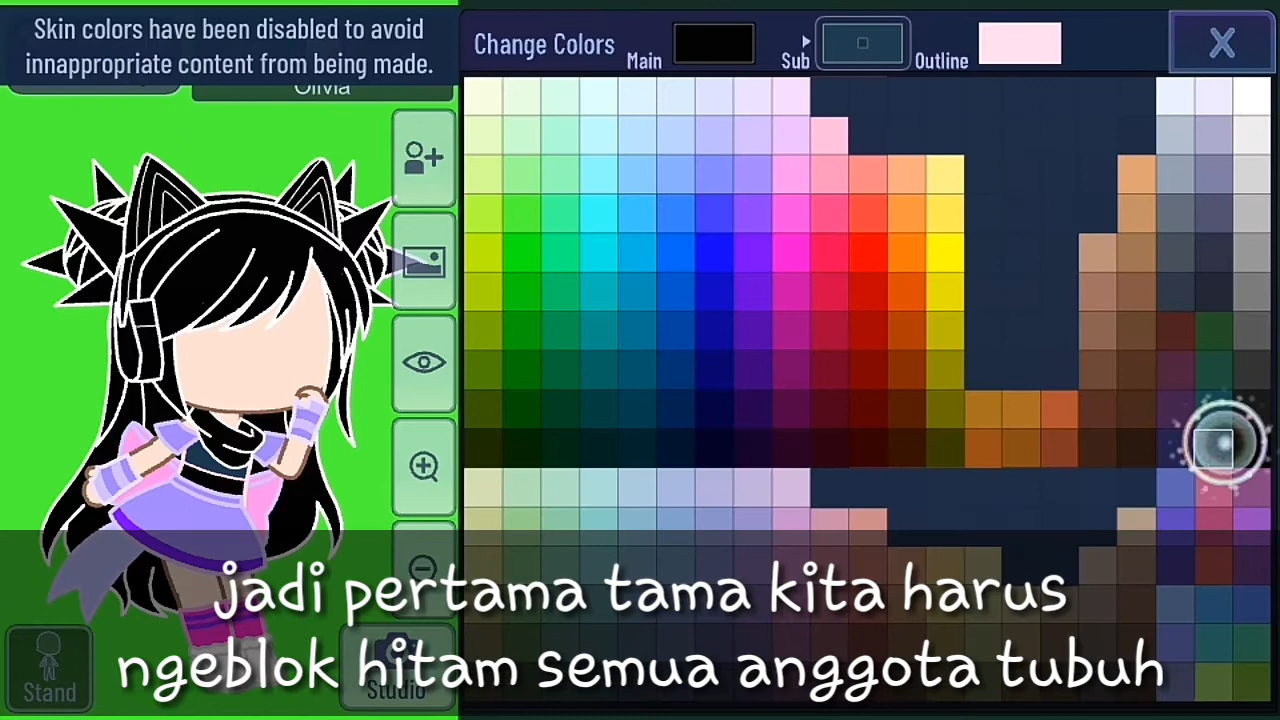 Skin colors have been disabled to avoid
innappropriate content from being made.
Olivia
Change Colors
Main
Sub
Outline
X
Stand
Studio
jadi pertama tama kita harus
ngeblok hitam semua anggota tubuh